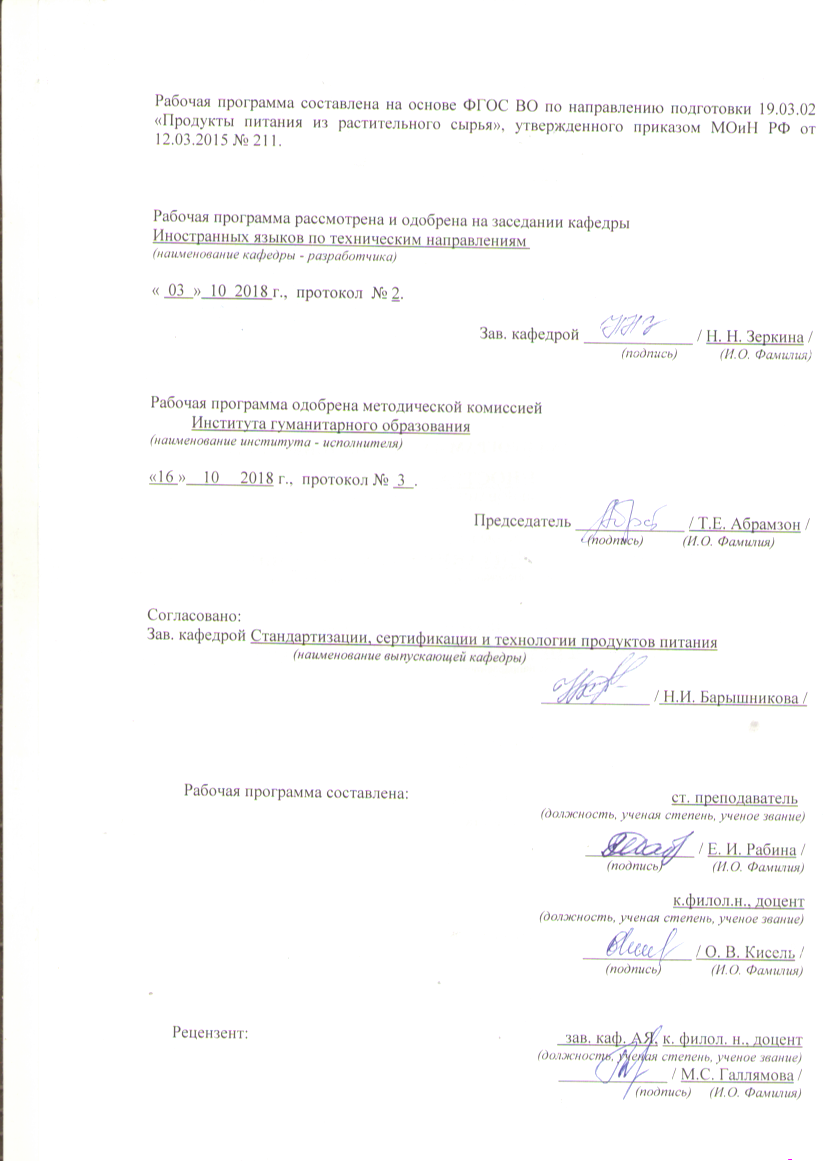 Рабочая программа составлена на основе ФГОС ВО по направлению подготовки 19.03.02
«Продукты питания из растительного сырья», утвержденного приказом МОиН РФ от
12.03.2015 № 211.
Рабочая программа рассмотрена и одобрена на заседании кафедры
Иностранных языков по техническим направлениям
(наименование кафедры - разработчика)
« 03 » 10 2018 г., протокол № 2.
Зав. кафедрой / Н. Н. Зеркина /
(подпись) (И.О. Фамилия)
Рабочая программа одобрена методической комиссией
Института гуманитарного образования
(наименование института - исполнителя)
«16 » 10 2018 г., протокол № 3 .
Председатель / Т.Е. Абрамзон /
(подпись) (И.О. Фамилия)
Согласовано:
Зав. кафедрой Стандартизации, сертификации и технологии продуктов питания
(наименование выпускающей кафедры)
/ Н.И. Барышникова /
Рабочая программа составлена: ст. преподаватель
(должность, ученая степень, ученое звание)
/ Е. И. Рабина /
(подпись) (И.О. Фамилия)
к.филол.н., доцент
(должность, ученая степень, ученое звание)
/ О. В. Кисель /
(подпись) (И.О. Фамилия)
Рецензент: зав. каф. АЯ, к. филол. н., доцент
(должность, ученая степень, ученое звание)
/ М.С. Галлямова /
(подпись) (И.О. Фамилия)